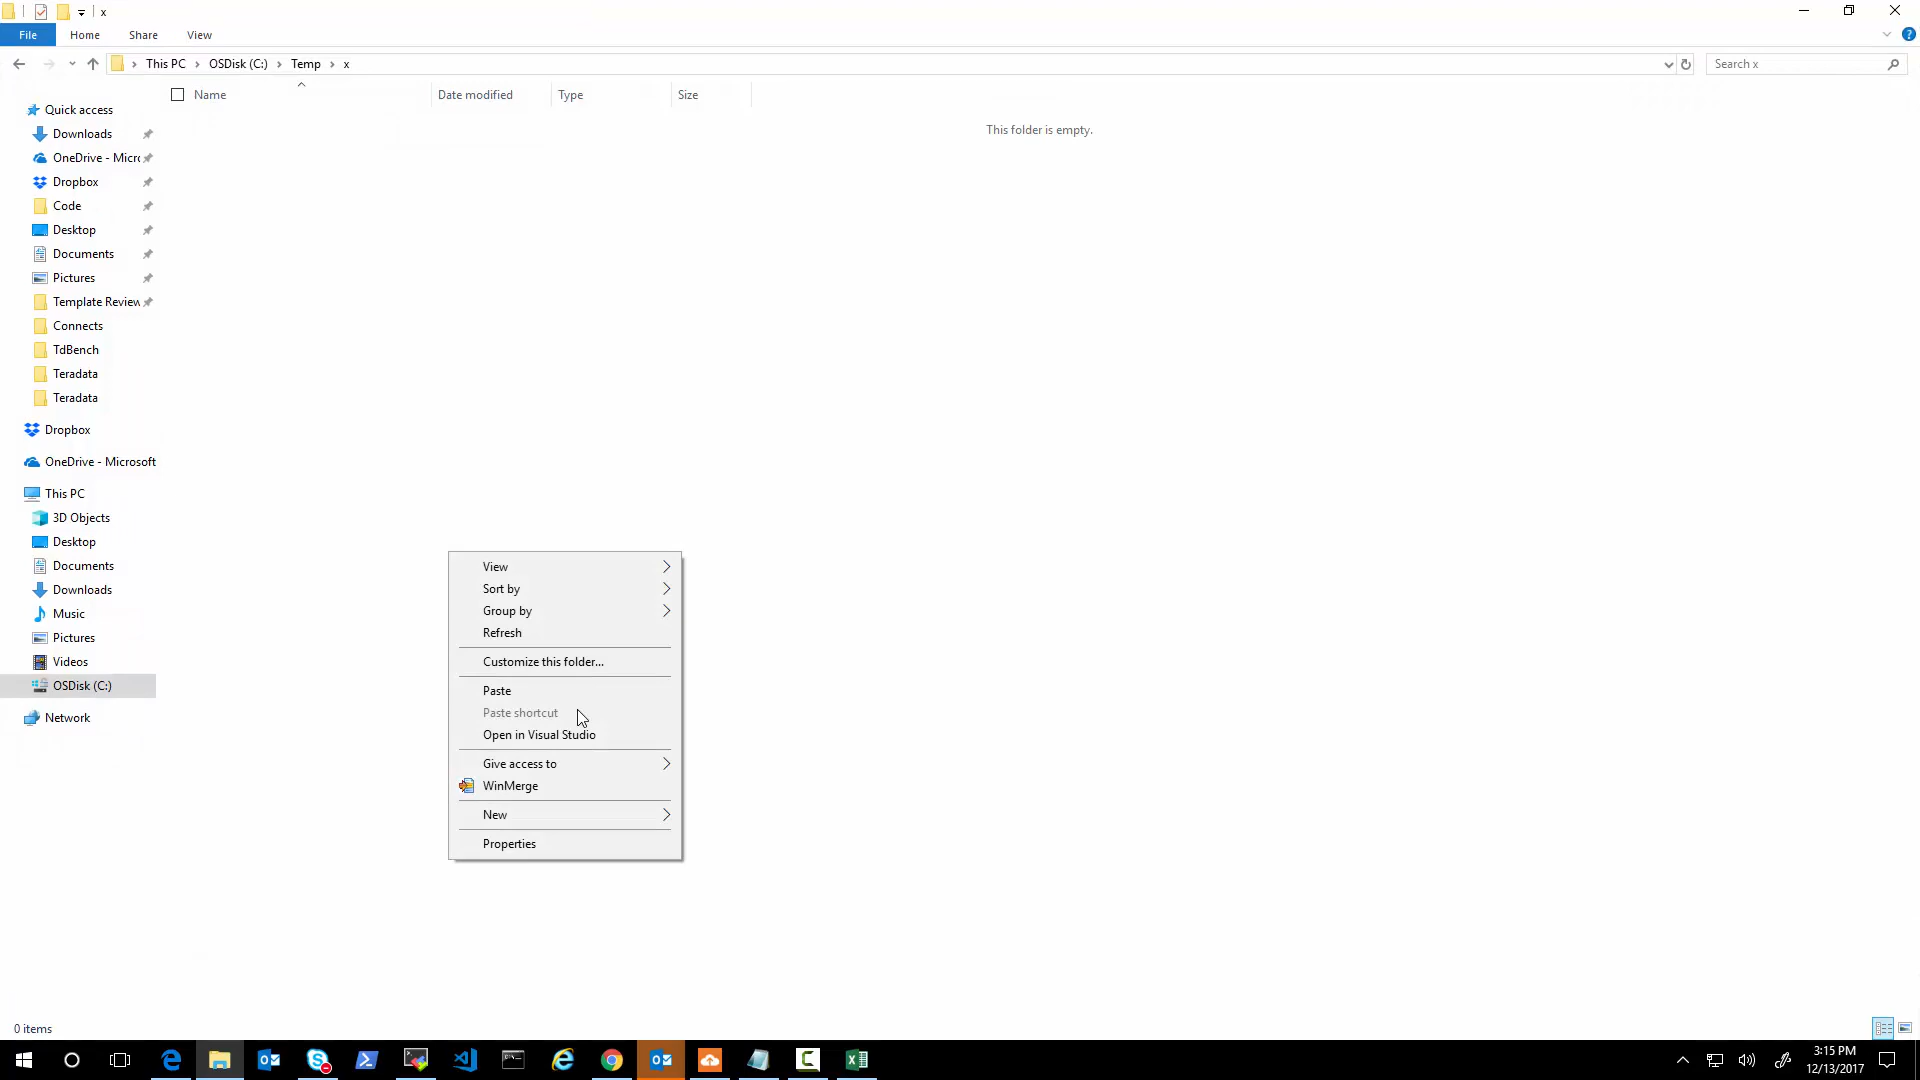 x
File Home Share View
This PC OSDisk (C:) Temp x
Search x
Name Date modified Type Size
This folder is empty.
Quick access
Downloads
OneDrive - Micro
Dropbox
Code
Desktop
Documents
Pictures
Template Review
Connects
TdBench
Teradata
Teradata
Dropbox
OneDrive - Microsoft
This PC
3D Objects
Desktop
Documents
Downloads
Music
Pictures
Videos
OSDisk (C:)
Network
View
Sort by
Group by
Refresh
Customize this folder...
Paste
Paste shortcut
Open in Visual Studio
Give access to
WinMerge
New
Properties
0 items
3:15 PM
12/13/2017